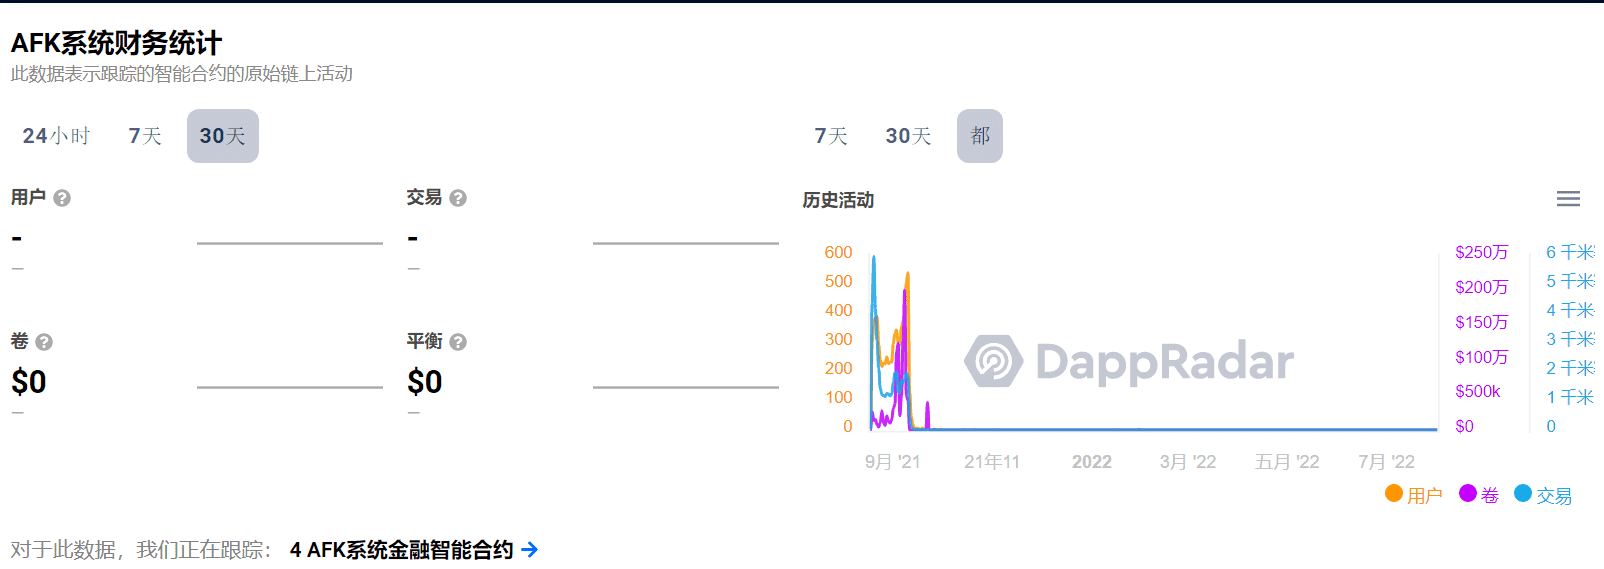 AFK系统财务统计
此数据表示跟踪的智能合约的原始链上活动
24小时 7天 30天
7天 30天 都
用户 ?
交易 ?
历史活动
-
-
–
–
卷 ?
平衡 ?
$0
$0
–
–
600
500
400
300
200
100
0
DappRadar
$250万
$200万
$150万
$100万
$500k
$0
6 千米
5 千米
4 千米
3 千米
2 千米
1 千米
0
9月 '21 21年11 2022 3月 '22 五月 '22 7月 '22
用户 卷 交易
对于此数据，我们正在跟踪： 4 AFK系统金融智能合约 →